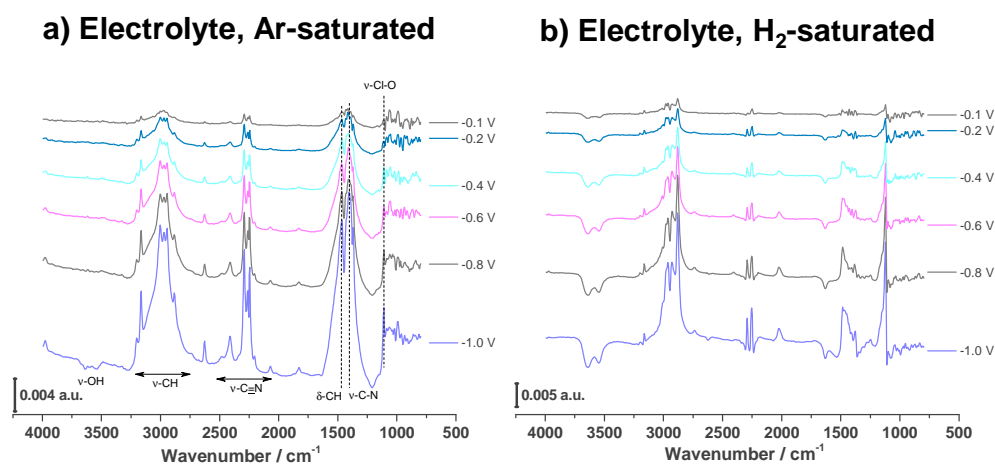 a) Electrolyte, Ar-saturated
ν-Cl-O
-0.1 V
-0.2 V
-0.4 V
-0.6 V
-0.8 V
-1.0 V
ν-OH
ν-CH
ν-C≡N
δ-CH
ν-C-N
0.004 a.u.
4000 3500 3000 2500 2000 1500 1000 500
Wavenumber / cm⁻¹
b) Electrolyte, H₂-saturated
-0.1 V
-0.2 V
-0.4 V
-0.6 V
-0.8 V
-1.0 V
0.005 a.u.
4000 3500 3000 2500 2000 1500 1000 500
Wavenumber / cm⁻¹